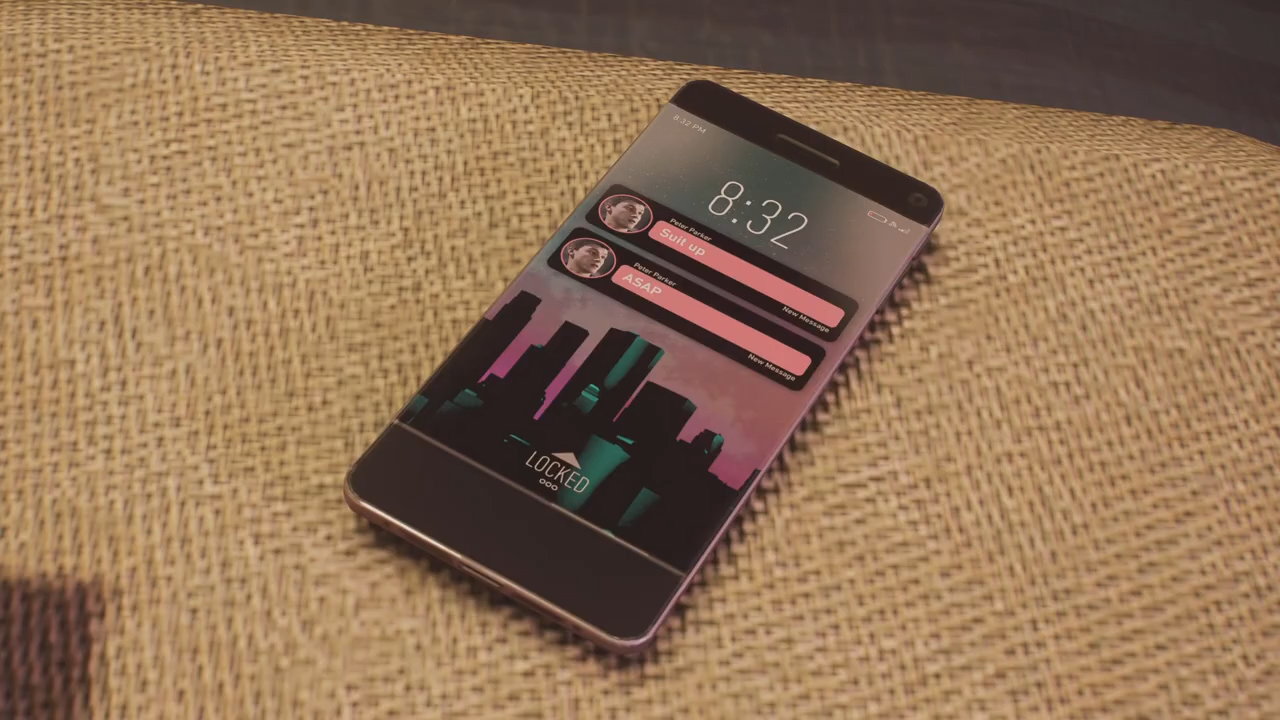 8:32 PM
8:32
Peter Parker
Suit up
New Message
Peter Parker
ASAP
New Message
LOCKED